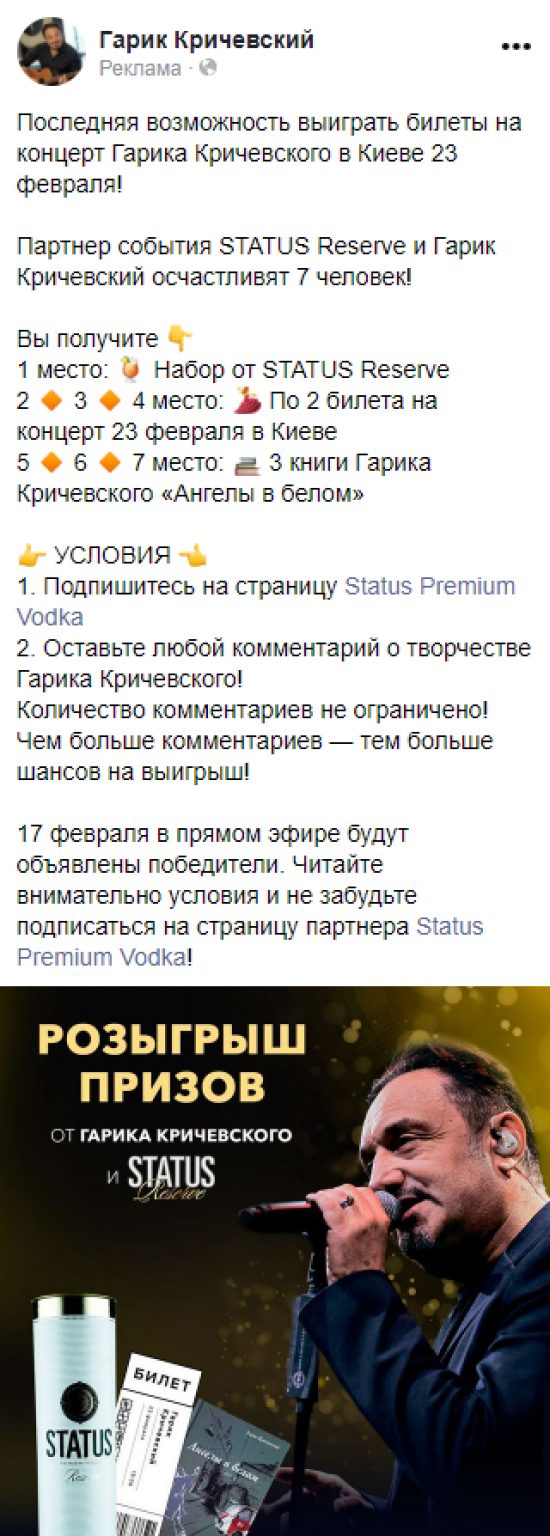 Гарик Кричевский
Реклама ·
Последняя возможность выиграть билеты на
концерт Гарика Кричевского в Киеве 23
февраля!
Партнер события STATUS Reserve и Гарик
Кричевский осчастливят 7 человек!
Вы получите 👇
1 место: 🍹 Набор от STATUS Reserve
2 🔸 3 🔸 4 место: 💃 По 2 билета на
концерт 23 февраля в Киеве
5 🔸 6 🔸 7 место: 📚 3 книги Гарика
Кричевского «Ангелы в белом»
👉 УСЛОВИЯ 👈
1. Подпишитесь на страницу Status Premium
Vodka
2. Оставьте любой комментарий о творчестве
Гарика Кричевского!
Количество комментариев не ограничено!
Чем больше комментариев — тем больше
шансов на выигрыш!
17 февраля в прямом эфире будут
объявлены победители. Читайте
внимательно условия и не забудьте
подписаться на страницу партнера Status
Premium Vodka!
РОЗЫГРЫШ
ПРИЗОВ
ОТ ГАРИКА КРИЧЕВСКОГО
И STATUS
Reserve
STATUS
Reserve
БИЛЕТ
Гарик
Кричевский
Ангелы в белом